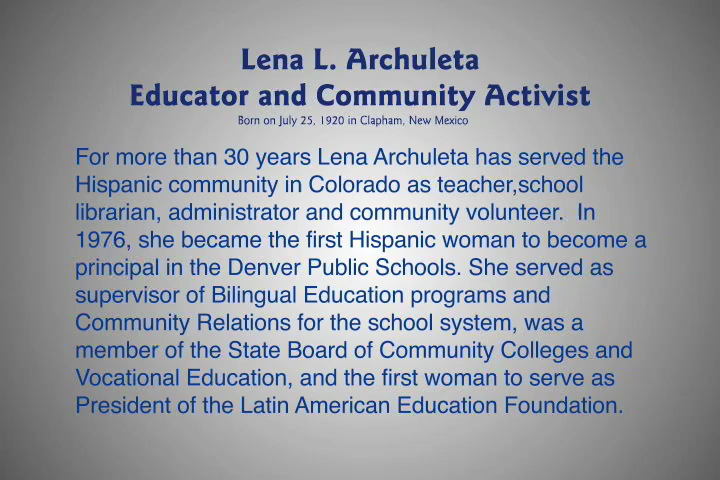 Lena L. Archuleta
Educator and Community Activist
Born on July 25, 1920 in Clapham, New Mexico
For more than 30 years Lena Archuleta has served the
Hispanic community in Colorado as teacher,school
librarian, administrator and community volunteer.  In
1976, she became the first Hispanic woman to become a
principal in the Denver Public Schools. She served as
supervisor of Bilingual Education programs and
Community Relations for the school system, was a
member of the State Board of Community Colleges and
Vocational Education, and the first woman to serve as
President of the Latin American Education Foundation.